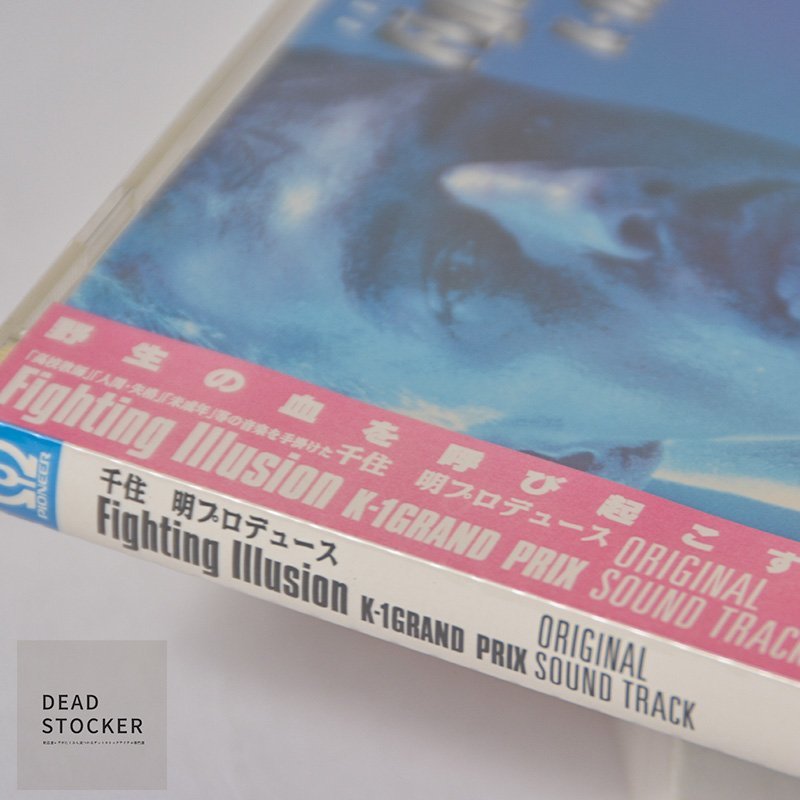 野生の血を呼び起こす
「高校教師」「人間・失格」「未成年」等の音楽を手掛けた千住 明プロデュース
Fighting Illusion K-1GRAND PRIX ORIGINAL SOUND TRACK
PIONEER
千住 明プロデュース
Fighting Illusion K-1GRAND PRIX ORIGINAL SOUND TRACK
DEAD
STOCKER